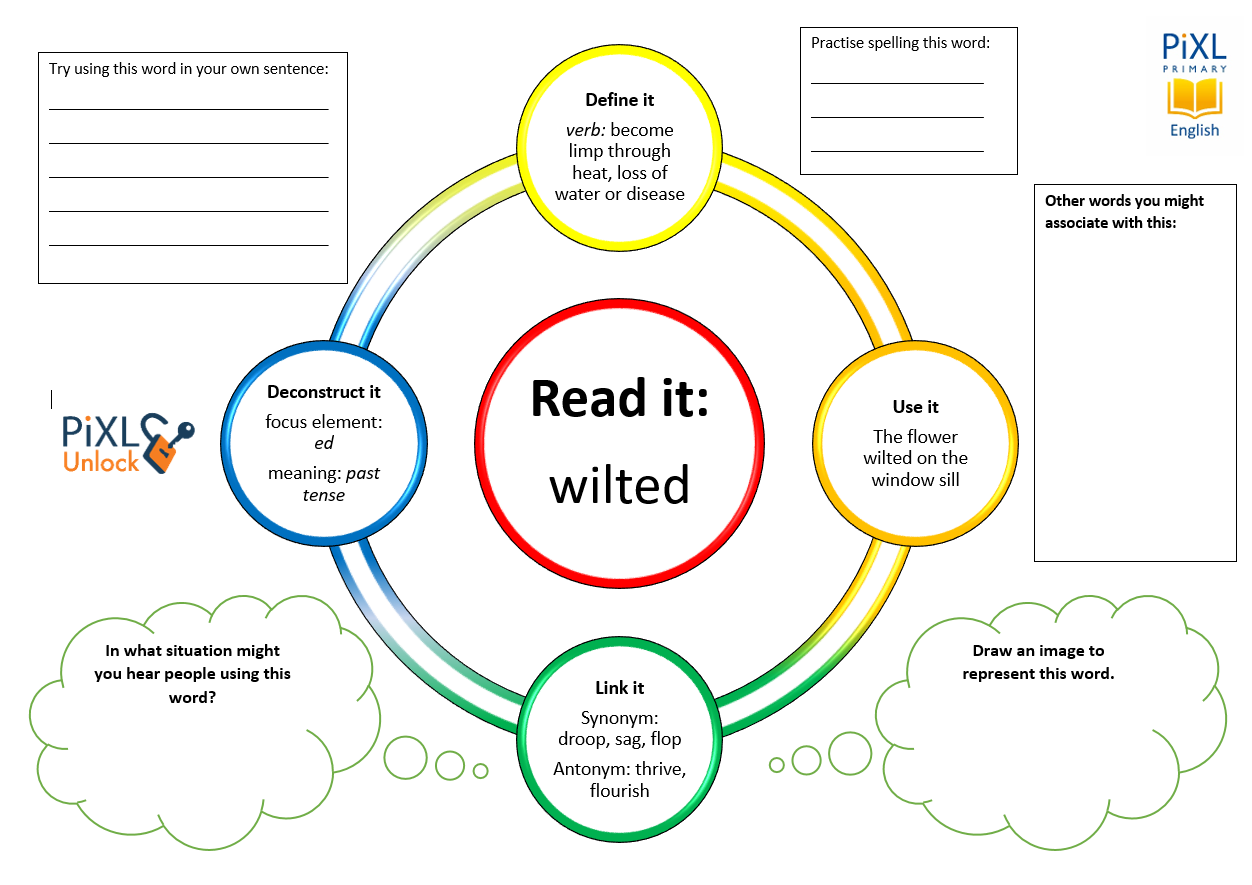 Try using this word in your own sentence:
Define it
verb: become
limp through
heat, loss of
water or disease
Practise spelling this word:
PiXL
PRIMARY
English
Other words you might
associate with this:
Deconstruct it
focus element:
ed
meaning: past
tense
Read it:
wilted
Use it
The flower
wilted on the
window sill
PiXL
Unlock
In what situation might
you hear people using this
word?
Link it
Synonym:
droop, sag, flop
Antonym: thrive,
flourish
Draw an image to
represent this word.